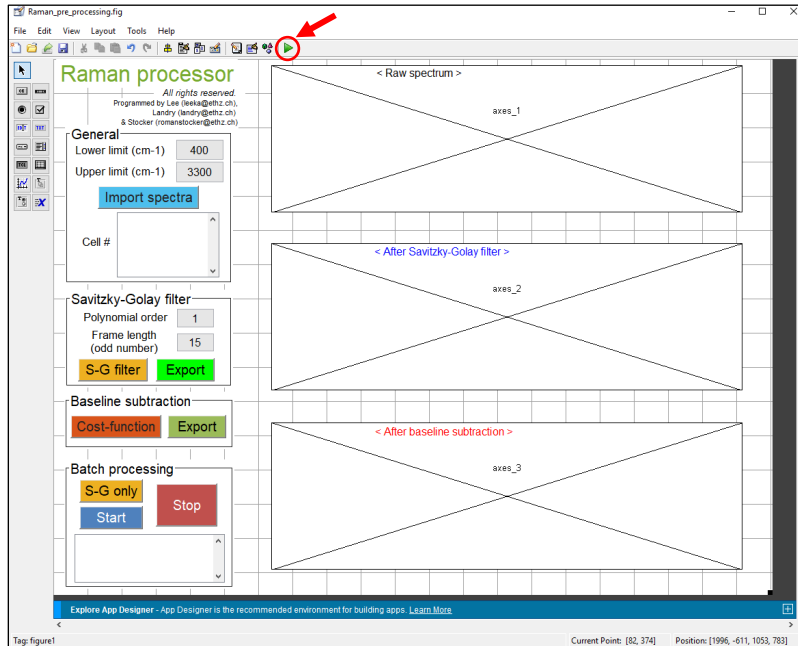 Raman_pre_processing.fig
File Edit View Layout Tools Help
Raman processor
All rights reserved.
Programmed by Lee (leeka@ethz.ch),
Landry (landry@ethz.ch)
& Stocker (romanstocker@ethz.ch)
General
Lower limit (cm-1) 400
Upper limit (cm-1) 3300
Import spectra
Cell #
Savitzky-Golay filter
Polynomial order 1
Frame length
(odd number) 15
S-G filter Export
Baseline subtraction
Cost-function Export
Batch processing
S-G only
Start
Stop
< Raw spectrum >
axes_1
< After Savitzky-Golay filter >
axes_2
< After baseline subtraction >
axes_3
Explore App Designer - App Designer is the recommended environment for building apps. Learn More
Tag: figure1 Current Point: [82, 374] Position: [1996, -611, 1053, 783]